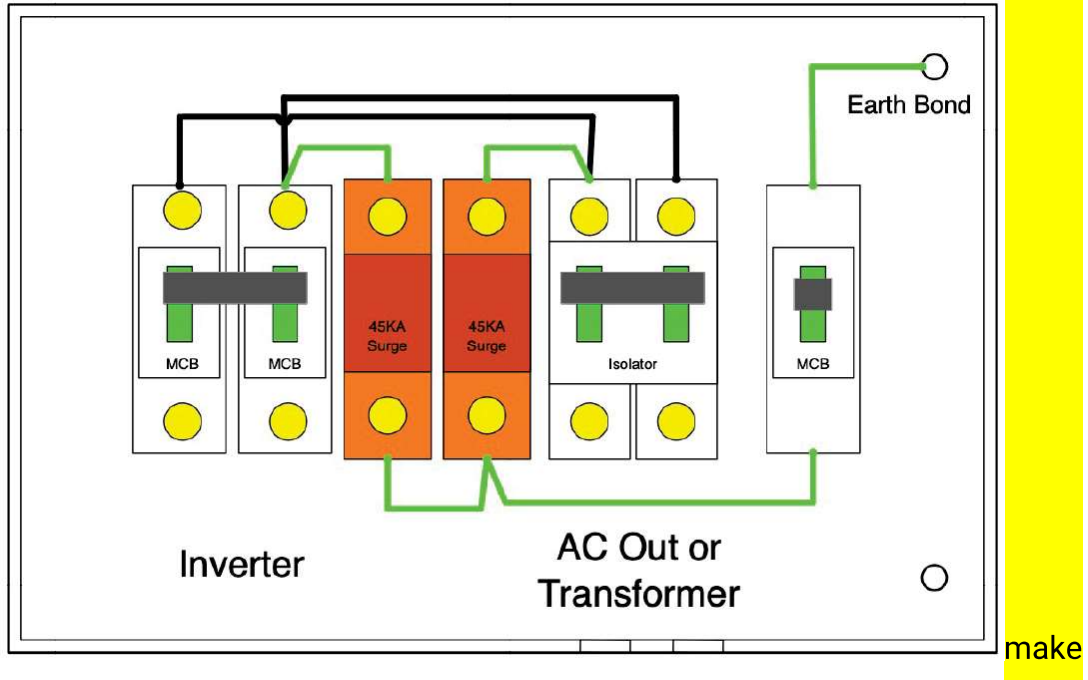 Earth Bond
45KA
Surge
45KA
Surge
MCB
MCB
Isolator
MCB
Inverter
AC Out or
Transformer
make